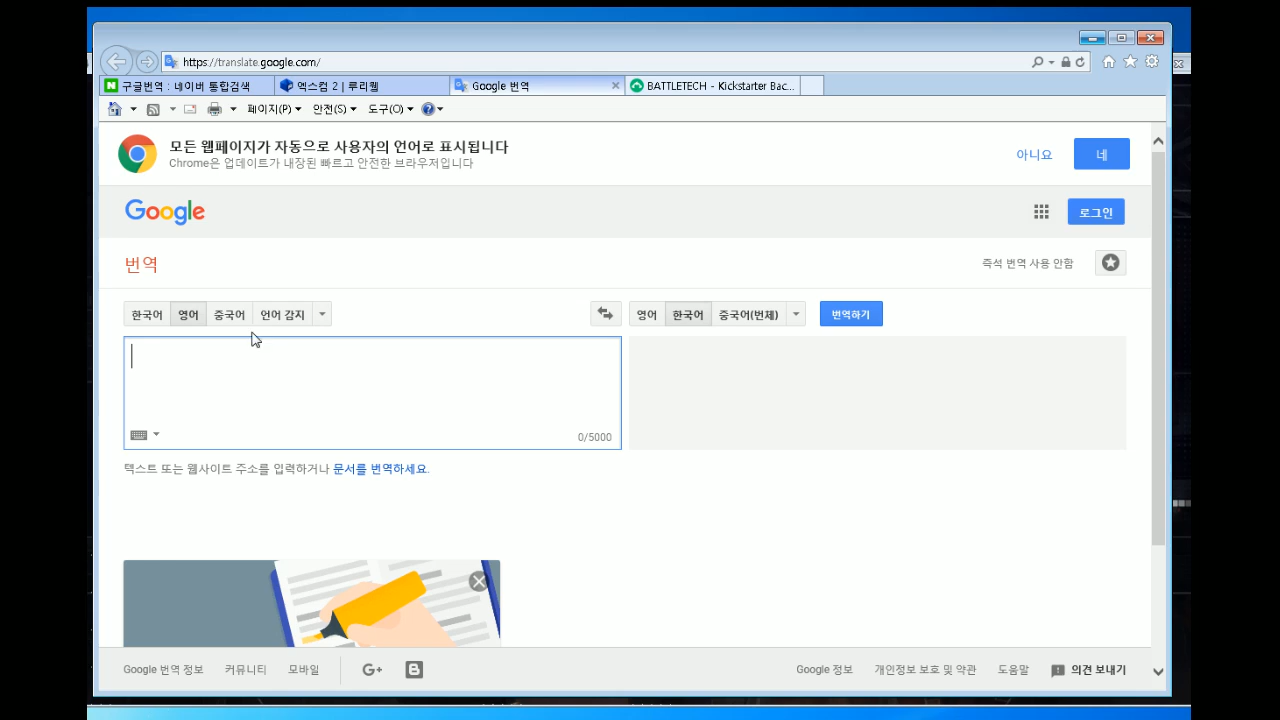 https://translate.google.com/
구글번역 : 네이버 통합검색
엑스컴 2 | 루리웹
Google 번역
BATTLETECH - Kickstarter Bac...
페이지(P)
안전(S)
도구(O)
모든 웹페이지가 자동으로 사용자의 언어로 표시됩니다
Chrome은 업데이트가 내장된 빠르고 안전한 브라우저입니다
아니요
네
Google
로그인
번역
즉석 번역 사용 안함
한국어
영어
중국어
언어 감지
영어
한국어
중국어(번체)
번역하기
0/5000
텍스트 또는 웹사이트 주소를 입력하거나 문서를 번역하세요.
Google 번역 정보
커뮤니티
모바일
G+
Google 정보
개인정보 보호 및 약관
도움말
의견 보내기